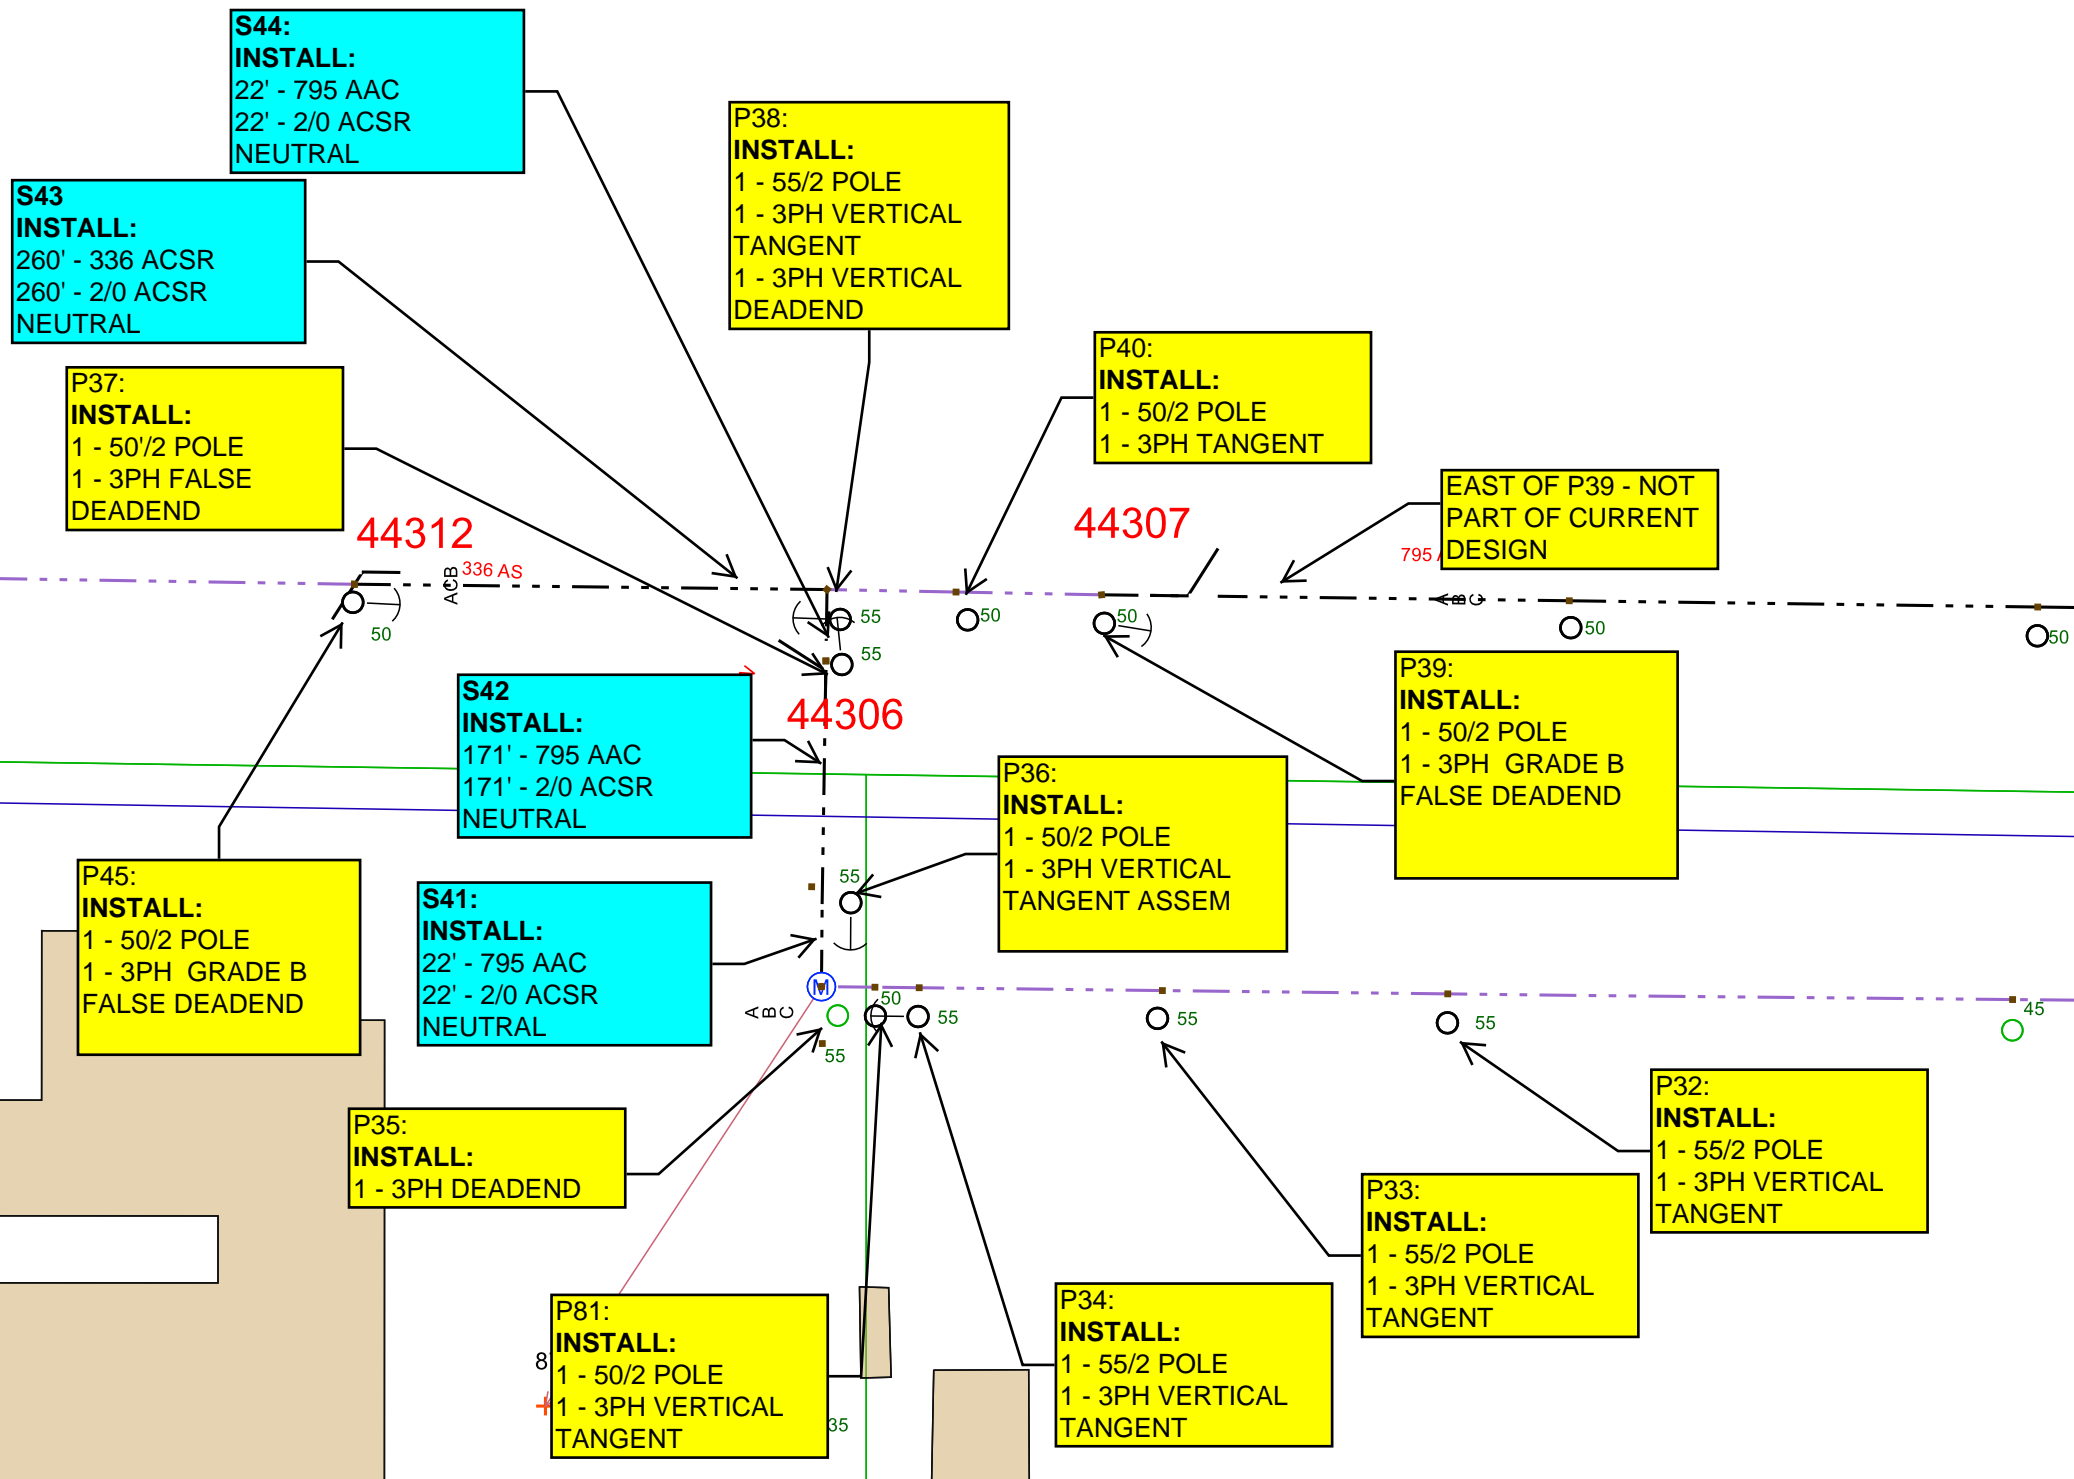 S44:
INSTALL:
22' - 795 AAC
22' - 2/0 ACSR
NEUTRAL
S43
INSTALL:
260' - 336 ACSR
260' - 2/0 ACSR
NEUTRAL
P38:
INSTALL:
1 - 55/2 POLE
1 - 3PH VERTICAL
TANGENT
1 - 3PH VERTICAL
DEADEND
P37:
INSTALL:
1 - 50'/2 POLE
1 - 3PH FALSE
DEADEND
P40:
INSTALL:
1 - 50/2 POLE
1 - 3PH TANGENT
EAST OF P39 - NOT
PART OF CURRENT
DESIGN
44312
336 AS
ACB
44307
795
ABC
50
55
50
50
50
50
55
44306
S42
INSTALL:
171' - 795 AAC
171' - 2/0 ACSR
NEUTRAL
P39:
INSTALL:
1 - 50/2 POLE
1 - 3PH  GRADE B
FALSE DEADEND
P36:
INSTALL:
1 - 50/2 POLE
1 - 3PH VERTICAL
TANGENT ASSEM
P45:
INSTALL:
1 - 50/2 POLE
1 - 3PH  GRADE B
FALSE DEADEND
S41:
INSTALL:
22' - 795 AAC
22' - 2/0 ACSR
NEUTRAL
55
M
ABC
50
55
55
55
45
55
P35:
INSTALL:
1 - 3PH DEADEND
P32:
INSTALL:
1 - 55/2 POLE
1 - 3PH VERTICAL
TANGENT
P33:
INSTALL:
1 - 55/2 POLE
1 - 3PH VERTICAL
TANGENT
P34:
INSTALL:
1 - 55/2 POLE
1 - 3PH VERTICAL
TANGENT
P81:
INSTALL:
1 - 50/2 POLE
1 - 3PH VERTICAL
TANGENT
8
35